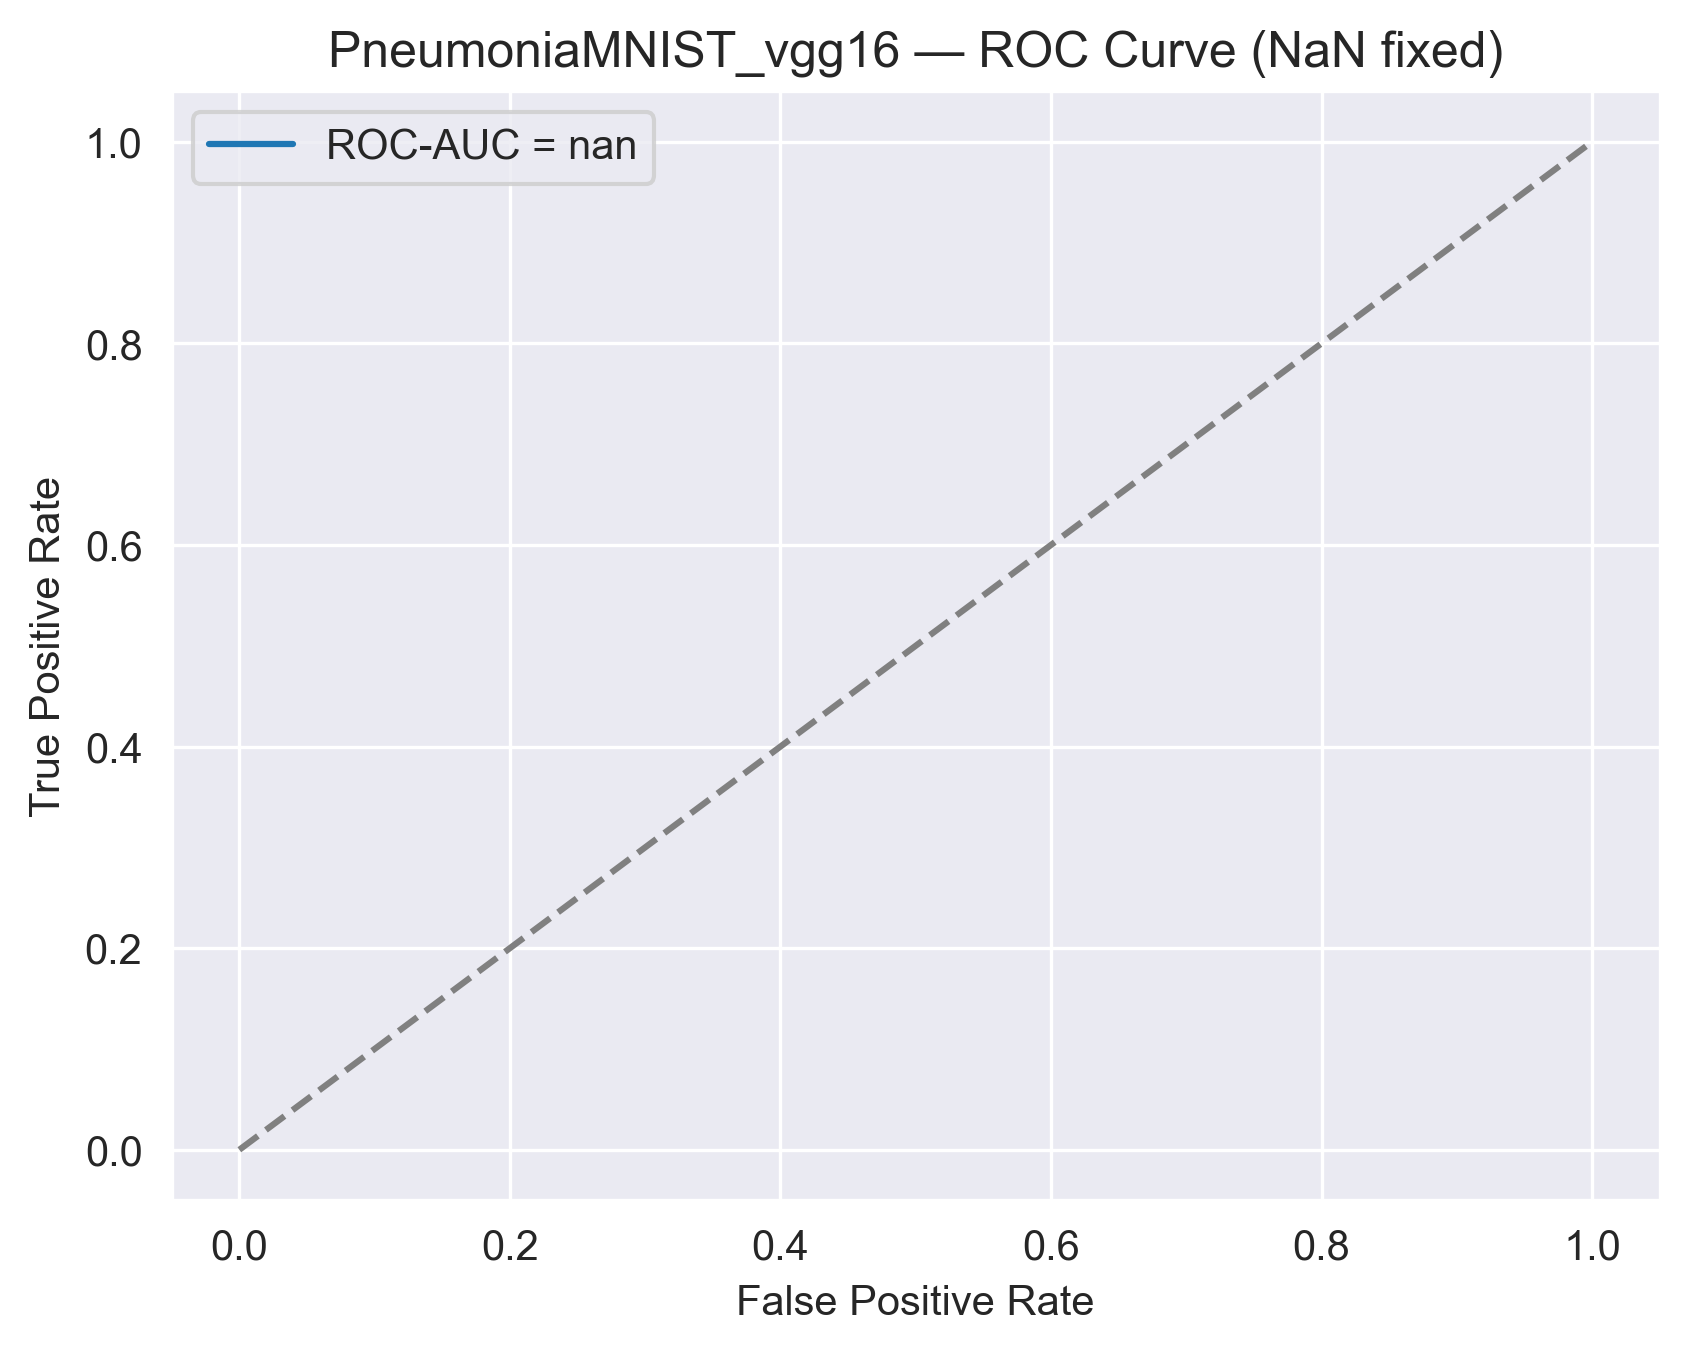 PneumoniaMNIST_vgg16 — ROC Curve (NaN fixed)
ROC-AUC = nan
1.0
0.8
0.6
0.4
0.2
0.0
True Positive Rate
0.0 0.2 0.4 0.6 0.8 1.0
False Positive Rate